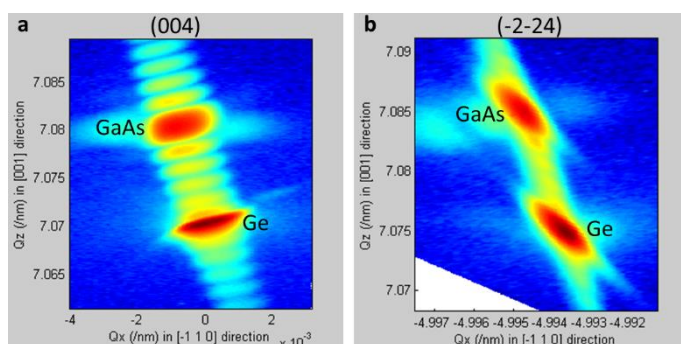 a
(004)
7.085
7.08
7.075
7.07
7.065
GaAs
Ge
-4
-2
0
2
Qx (/nm) in [-1 1 0] direction
x 10⁻³
Qz (/nm) in [001] direction
b
(-2-24)
7.09
7.085
7.08
7.075
7.07
GaAs
Ge
-4.997 -4.996 -4.995 -4.994 -4.993 -4.992
Qx (/nm) in [-1 1 0] direction
Qz (/nm) in [001] direction